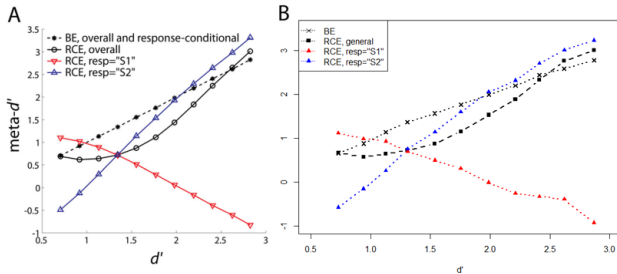 A
BE, overall and response-conditional
RCE, overall
RCE, resp="S1"
RCE, resp="S2"
meta-d'
3.5
3
2.5
2
1.5
1
0.5
0
-0.5
-1
0.5 1 1.5 2 2.5 3
d'
B
BE
RCE, general
RCE, resp="S1"
RCE, resp="S2"
3
2
1
0
-1
0.5 1.0 1.5 2.0 2.5 3.0
d'